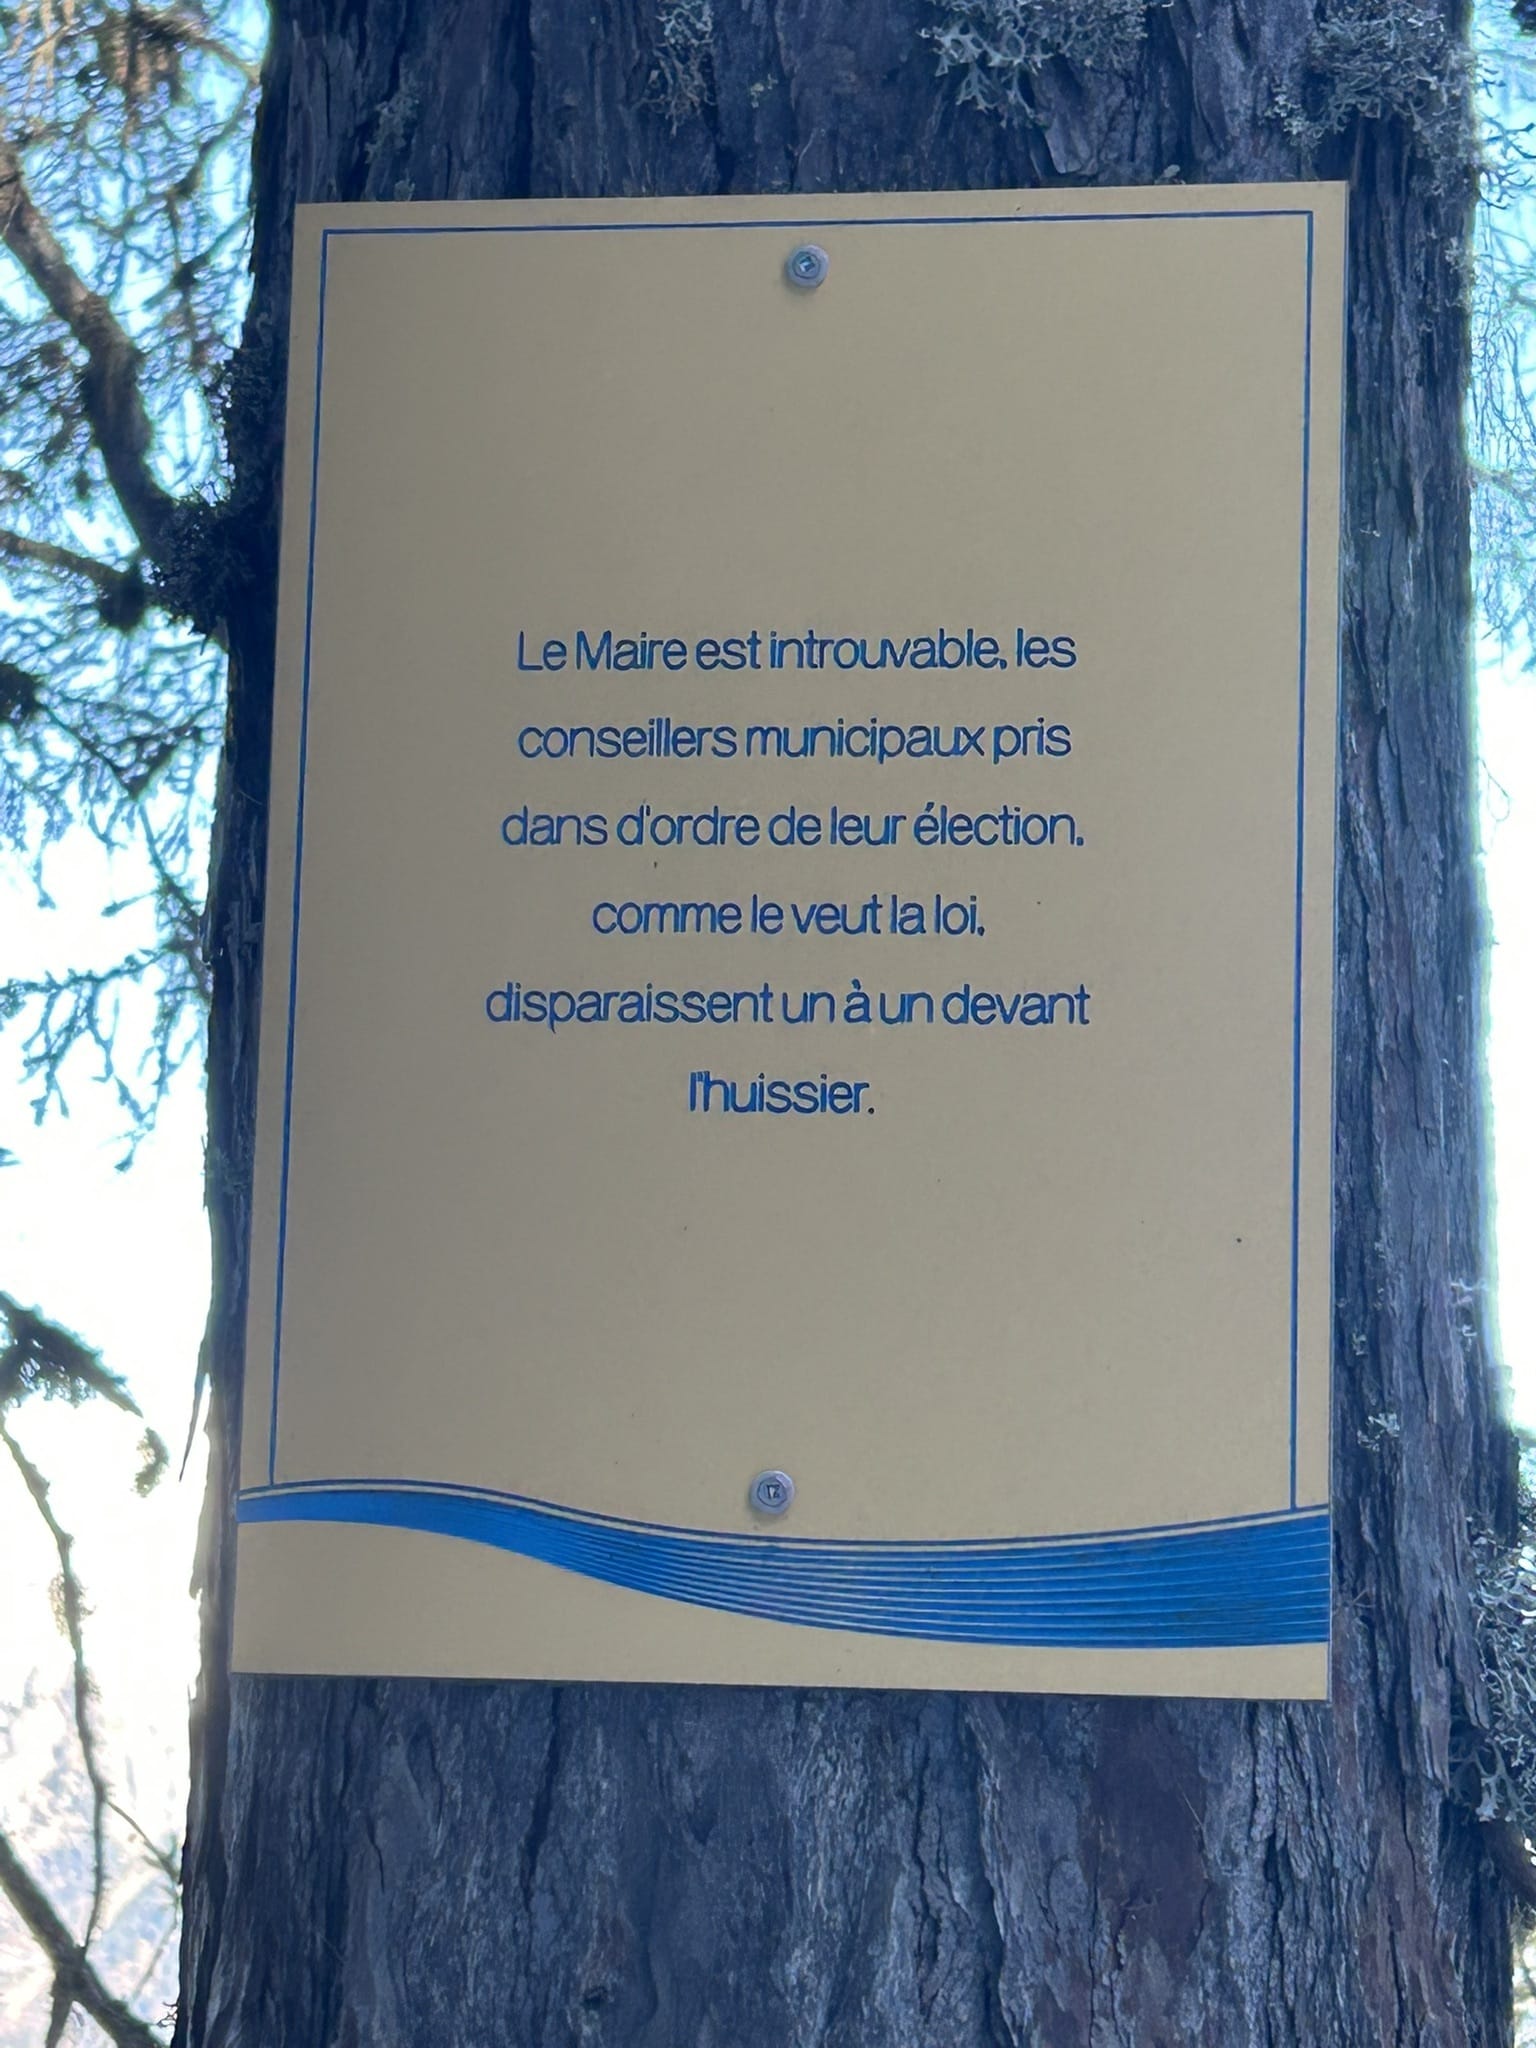 Le Maire est introuvable, les
conseillers municipaux pris
dans d'ordre de leur élection,
comme le veut la loi,
disparaissent un à un devant
l'huissier.